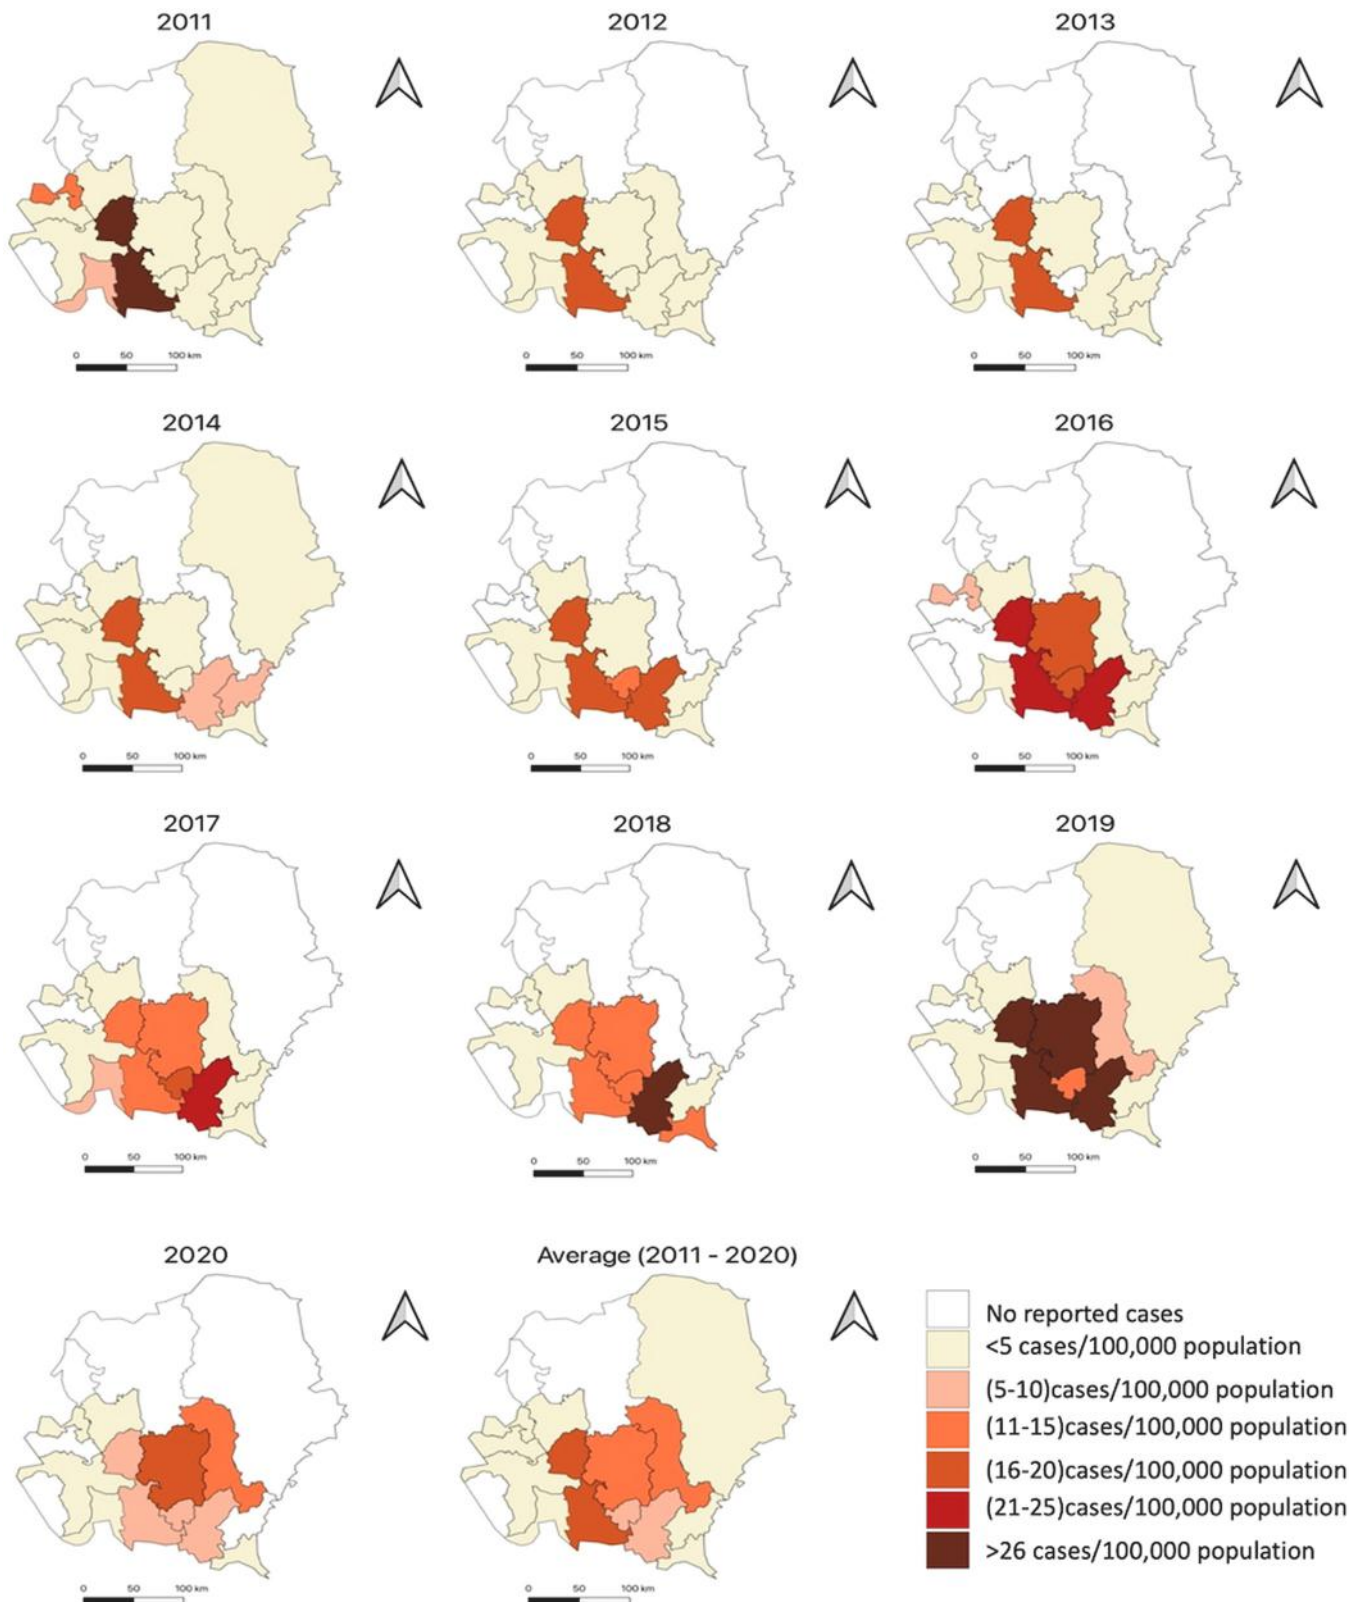 2011
2012
2013
0 50 100 km
0 50 100 km
0 50 100 km
2014
2015
2016
0 50 100 km
0 50 100 km
0 50 100 km
2017
2018
2019
0 50 100 km
0 50 100 km
0 50 100 km
2020
Average (2011 - 2020)
No reported cases
<5 cases/100,000 population
(5-10)cases/100,000 population
(11-15)cases/100,000 population
(16-20)cases/100,000 population
(21-25)cases/100,000 population
>26 cases/100,000 population
0 50 100 km
0 50 100 km